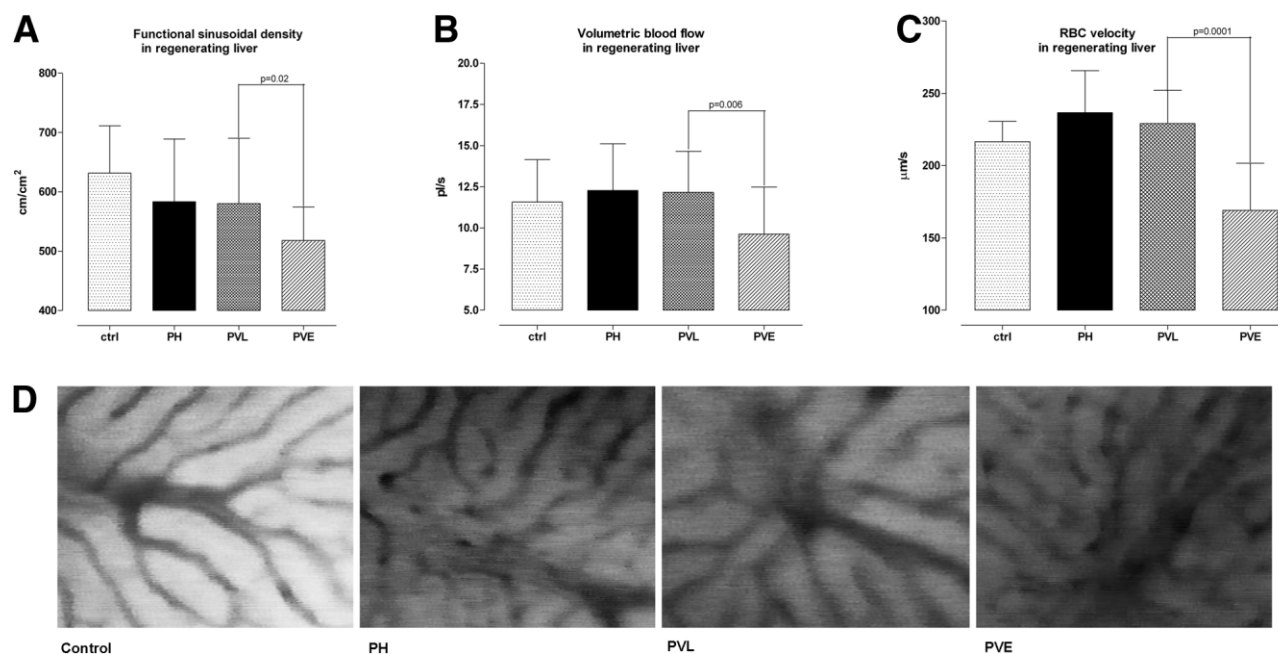 A
Functional sinusoidal density
in regenerating liver
800
700
600
500
400
cm/cm²
p=0.02
ctrl PH PVL PVE
B
Volumetric blood flow
in regenerating liver
20.0
17.5
15.0
12.5
10.0
7.5
5.0
pl/s
p=0.006
ctrl PH PVL PVE
C
RBC velocity
in regenerating liver
300
250
200
150
100
μm/s
p=0.0001
ctrl PH PVL PVE
D
Control PH PVL PVE